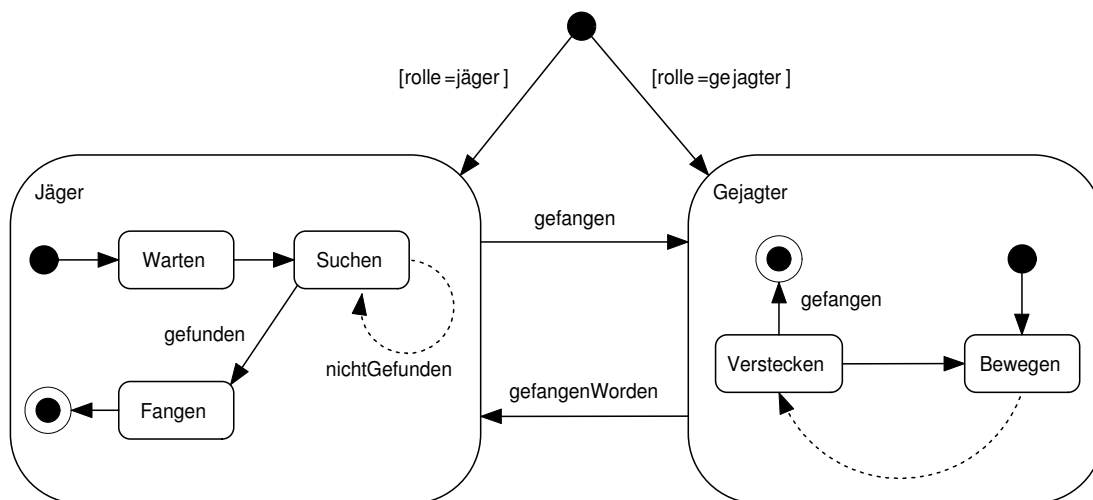 [rolle=jäger]
[rolle=gejagter]
Jäger
Gejagter
gefangen
Warten
Suchen
gefangen
gefunden
nichtGefunden
Verstecken
Bewegen
gefangenWorden
Fangen